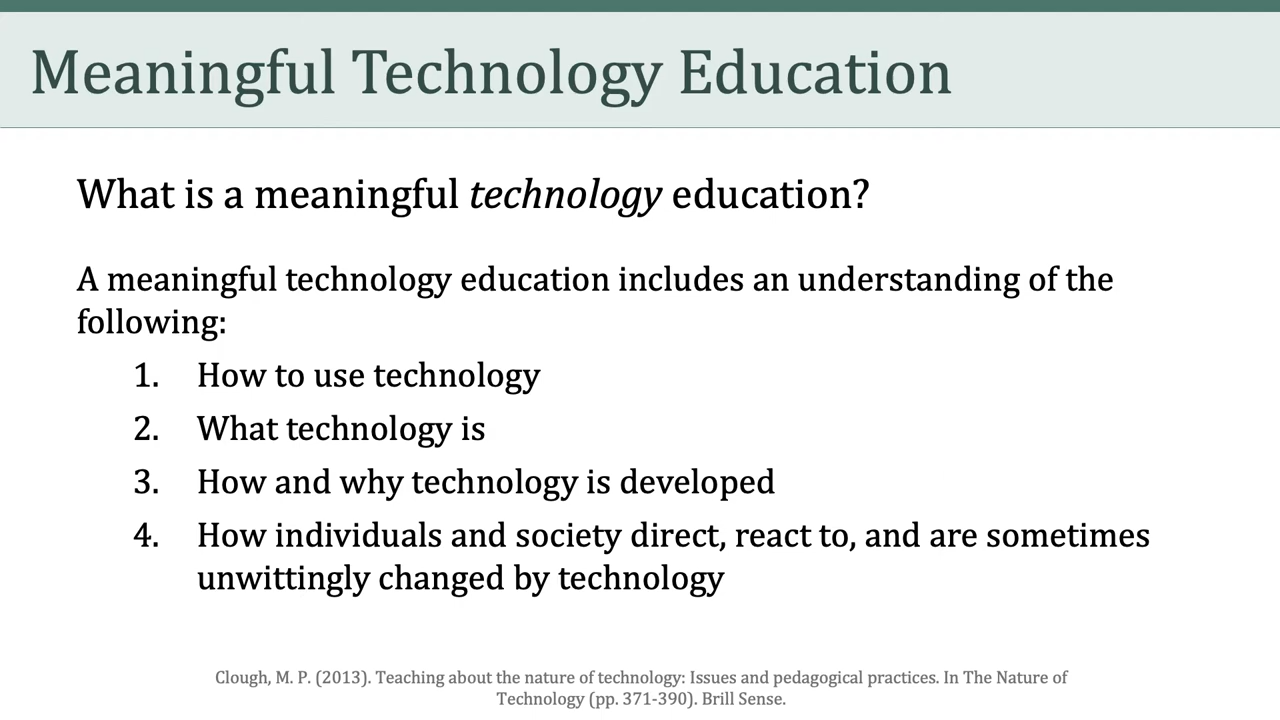 Meaningful Technology Education
What is a meaningful technology education?
A meaningful technology education includes an understanding of the
following:
1. How to use technology
2. What technology is
3. How and why technology is developed
4. How individuals and society direct, react to, and are sometimes
unwittingly changed by technology
Clough, M. P. (2013). Teaching about the nature of technology: Issues and pedagogical practices. In The Nature of
Technology (pp. 371-390). Brill Sense.